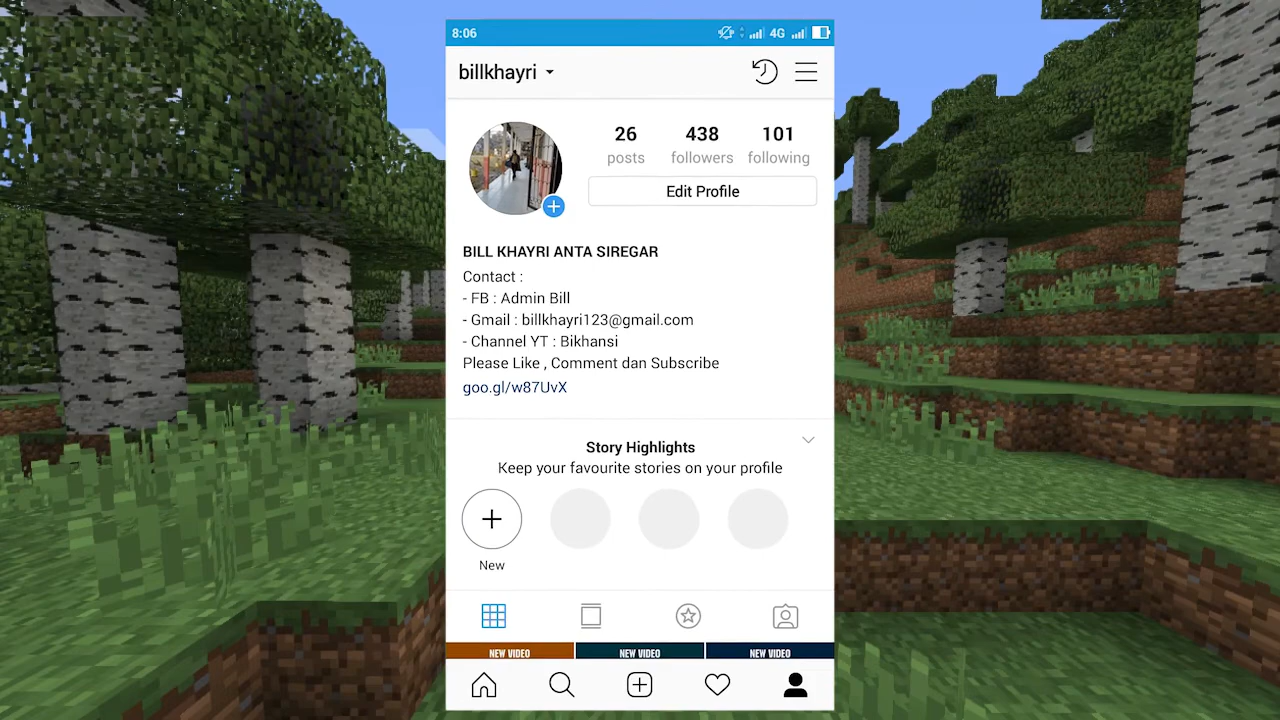 8:06 4G
billkhayri
26 438 101
posts followers following
Edit Profile
BILL KHAYRI ANTA SIREGAR
Contact :
- FB : Admin Bill
- Gmail : billkhayri123@gmail.com
- Channel YT : Bikhansi
Please Like , Comment dan Subscribe
goo.gl/w87UvX
Story Highlights
Keep your favourite stories on your profile
New
NEW VIDEO NEW VIDEO NEW VIDEO